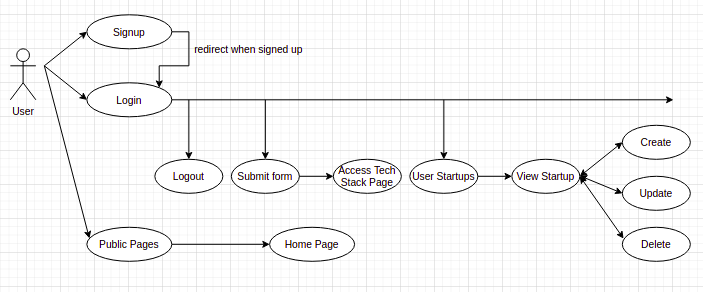 Signup
redirect when signed up
User
Login
Logout
Submit form
Access Tech
Stack Page
User Startups
View Startup
Create
Update
Delete
Public Pages
Home Page